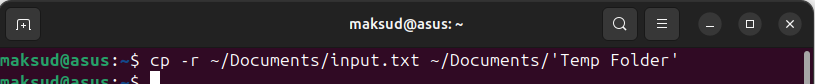 maksud@asus: ~
maksud@asus:~$ cp -r ~/Documents/input.txt ~/Documents/'Temp Folder'
maksud@asus:~$